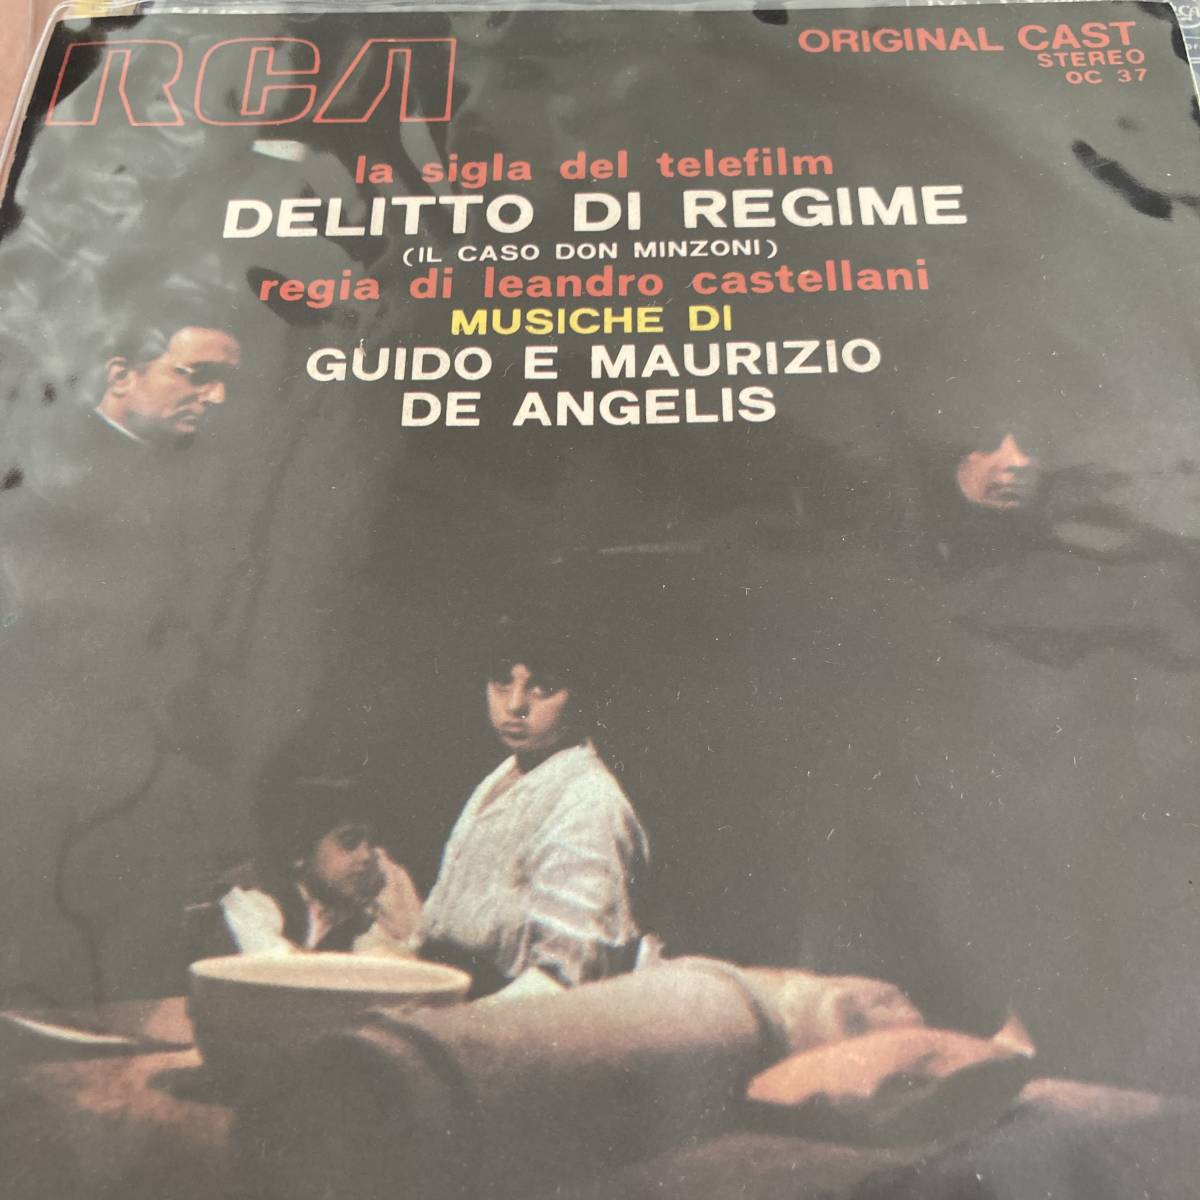 RCA
ORIGINAL CAST
STEREO
OC 37
la sigla del telefilm
DELITTO DI REGIME
(IL CASO DON MINZONI)
regia di leandro castellani
MUSICHE DI
GUIDO E MAURIZIO
DE ANGELIS